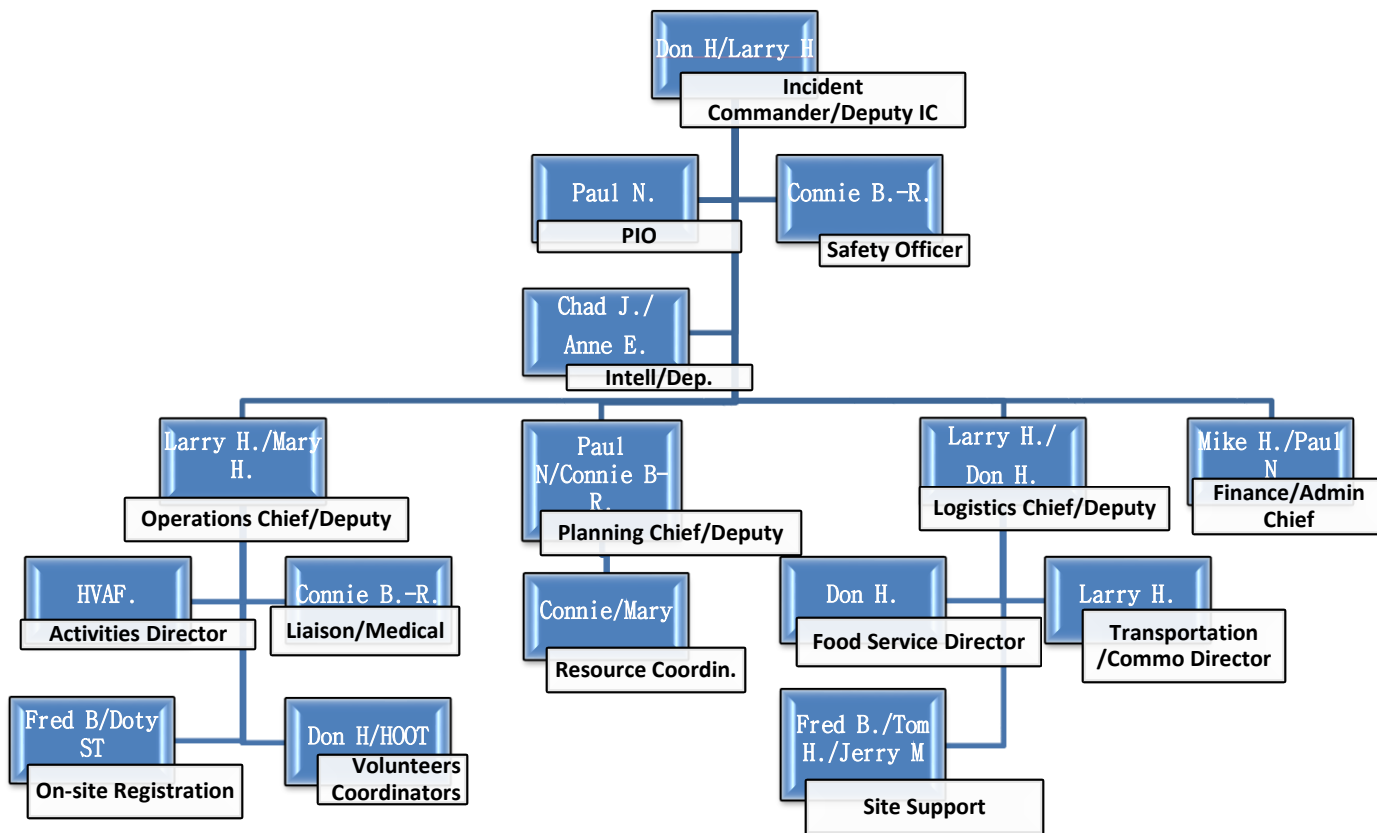 Don H/Larry H
Incident
Commander/Deputy IC
Paul N.
PIO
Connie B.-R.
Safety Officer
Chad J./
Anne E.
Intell/Dep.
Larry H./Mary
H.
Operations Chief/Deputy
Paul
N/Connie B-
R.
Planning Chief/Deputy
Larry H./
Don H.
Logistics Chief/Deputy
Mike H./Paul
N
Finance/Admin
Chief
HVAF.
Activities Director
Connie B.-R.
Liaison/Medical
Connie/Mary
Resource Coordin.
Don H.
Food Service Director
Larry H.
Transportation
/Commo Director
Fred B/Doty
ST
On-site Registration
Don H/HOOT
Volunteers
Coordinators
Fred B./Tom
H./Jerry M
Site Support